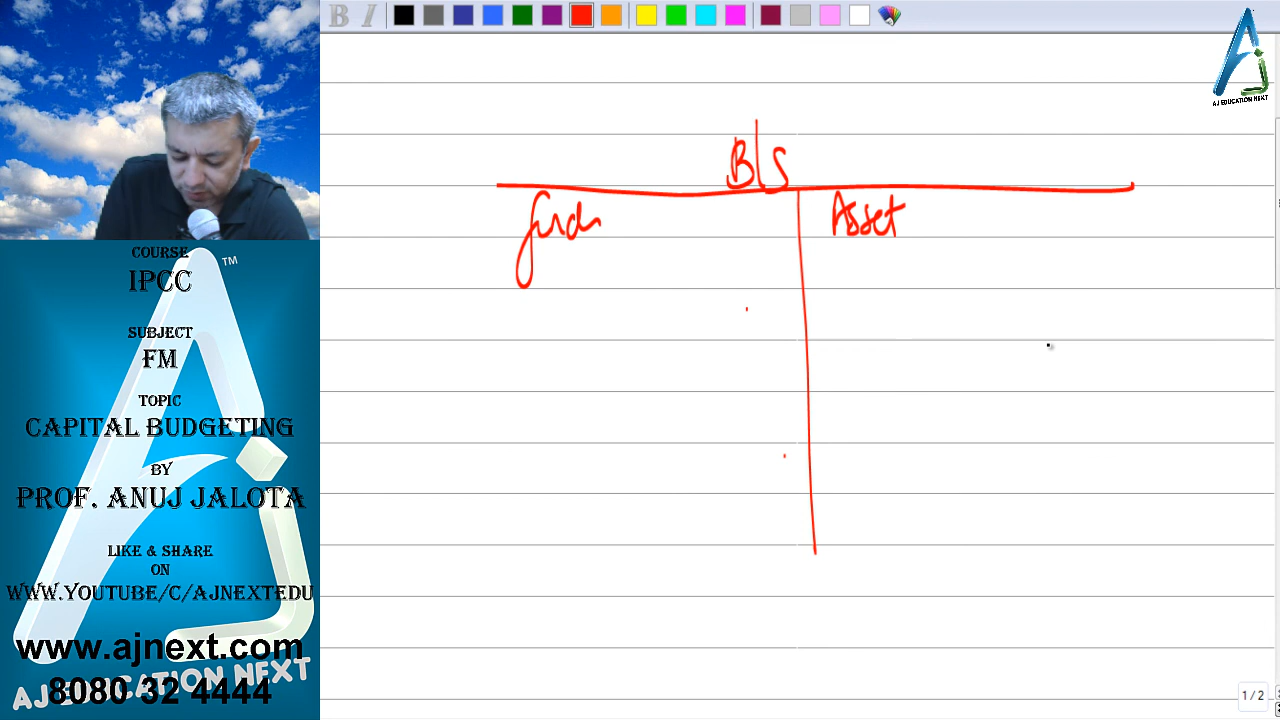 B I
AJ EDUCATION NEXT
B/S
Asset
COURSE
IPCC
SUBJECT
FM
TOPIC
CAPITAL BUDGETING
BY
PROF. ANUJ JALOTA
LIKE & SHARE
ON
WWW.YOUTUBE/C/AJNEXTEDU
www.ajnext.com
8080 32 4444
AJ EDUCATION NEXT
TM
1/2